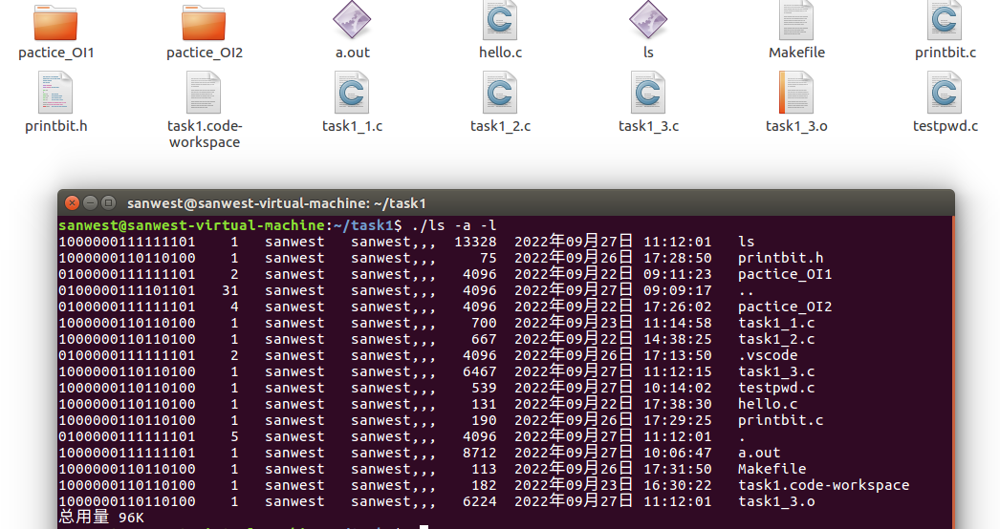 pactice_OI1 pactice_OI2 a.out hello.c ls Makefile printbit.c
printbit.h task1.code-workspace task1_1.c task1_2.c task1_3.c task1_3.o testpwd.c
sanwest@sanwest-virtual-machine: ~/task1
sanwest@sanwest-virtual-machine:~/task1$ ./ls -a -l
1000000111111101 1 sanwest sanwest,,, 13328 2022年09月27日 11:12:01 ls
1000000110110100 1 sanwest sanwest,,, 75 2022年09月26日 17:28:50 printbit.h
0100000111111101 2 sanwest sanwest,,, 4096 2022年09月22日 09:11:23 pactice_OI1
0100000111101101 31 sanwest sanwest,,, 4096 2022年09月27日 09:09:17 ..
0100000111111101 4 sanwest sanwest,,, 4096 2022年09月22日 17:26:02 pactice_OI2
1000000110110100 1 sanwest sanwest,,, 700 2022年09月23日 11:14:58 task1_1.c
1000000110110100 1 sanwest sanwest,,, 667 2022年09月22日 14:38:25 task1_2.c
0100000111111101 2 sanwest sanwest,,, 4096 2022年09月26日 17:13:50 .vscode
1000000110110100 1 sanwest sanwest,,, 6467 2022年09月27日 11:12:15 task1_3.c
1000000110110100 1 sanwest sanwest,,, 539 2022年09月27日 10:14:02 testpwd.c
1000000110110100 1 sanwest sanwest,,, 131 2022年09月22日 17:38:30 hello.c
1000000110110100 1 sanwest sanwest,,, 190 2022年09月26日 17:29:25 printbit.c
0100000111111101 5 sanwest sanwest,,, 4096 2022年09月27日 11:12:01 .
1000000111111101 1 sanwest sanwest,,, 8712 2022年09月27日 10:06:47 a.out
1000000110110100 1 sanwest sanwest,,, 113 2022年09月26日 17:31:50 Makefile
1000000110110100 1 sanwest sanwest,,, 182 2022年09月23日 16:30:22 task1.code-workspace
1000000110110100 1 sanwest sanwest,,, 6224 2022年09月27日 11:12:01 task1_3.o
总用量 96K